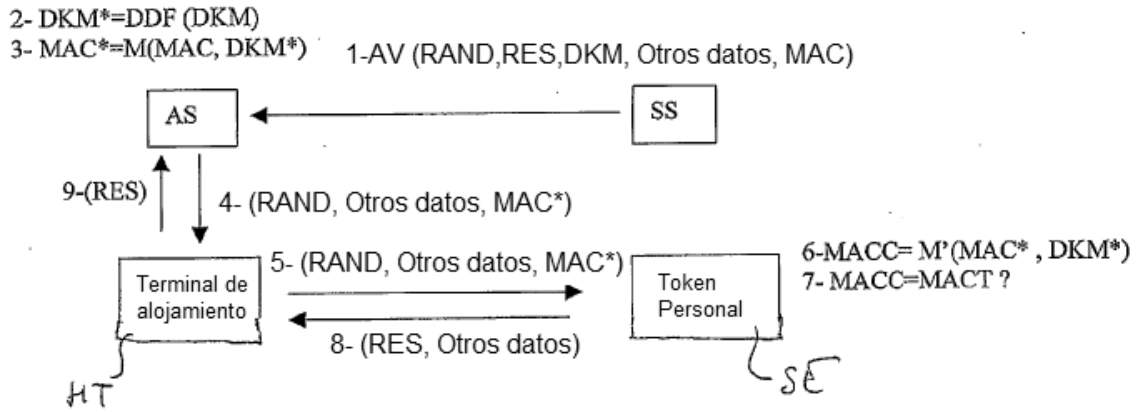 2- DKM*=DDF (DKM)
3- MAC*=M(MAC, DKM*)
1-AV (RAND,RES,DKM, Otros datos, MAC)
AS
SS
9-(RES)
4- (RAND, Otros datos, MAC*)
5- (RAND, Otros datos, MAC*)
6-MACC= M’(MAC* , DKM*)
7- MACC=MACT ?
Terminal de
alojamiento
Token
Personal
8- (RES, Otros datos)
HT
SE